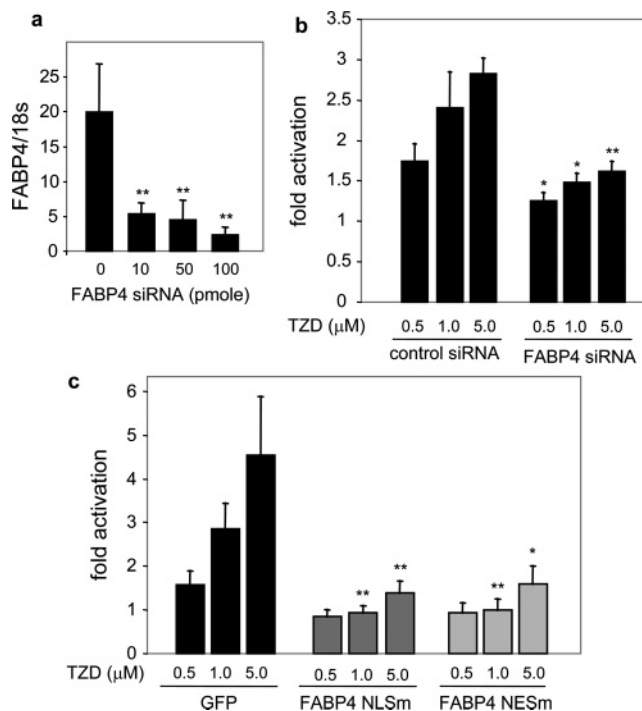 a
FABP4/18s
25
20
15
10
5
0
** ** **
0 10 50 100
FABP4 siRNA (pmole)
b
fold activation
3.5
3
2.5
2
1.5
1
0.5
0
* * **
TZD (μM) 0.5 1.0 5.0 0.5 1.0 5.0
control siRNA FABP4 siRNA
c
fold activation
6
5
4
3
2
1
0
** ** ** *
TZD (μM) 0.5 1.0 5.0 0.5 1.0 5.0 0.5 1.0 5.0
GFP FABP4 NLSm FABP4 NESm